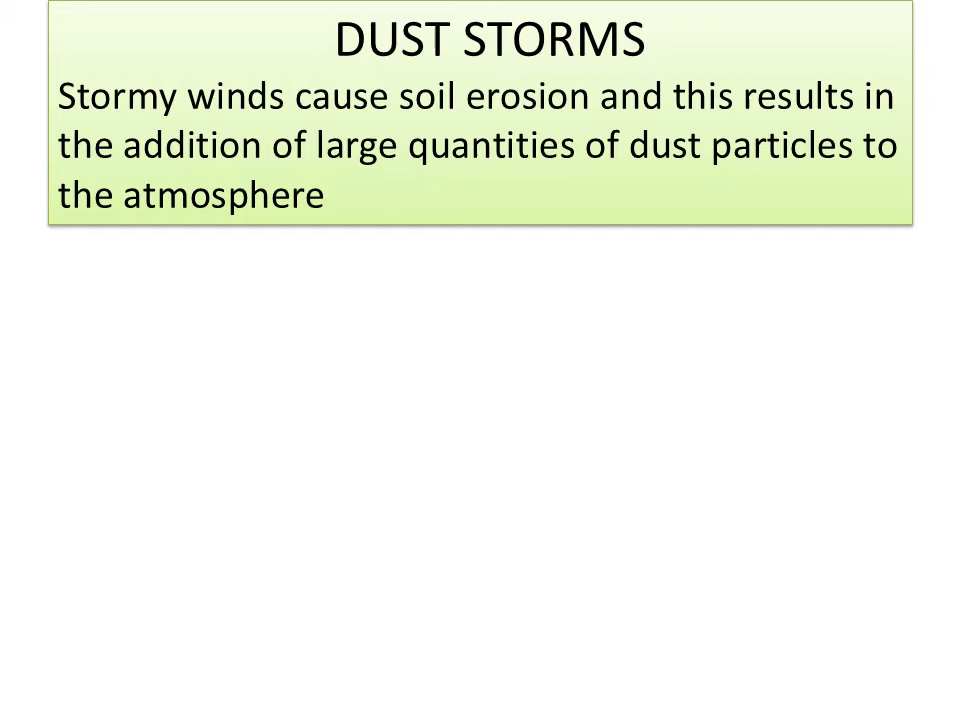 DUST STORMS
Stormy winds cause soil erosion and this results in
the addition of large quantities of dust particles to
the atmosphere